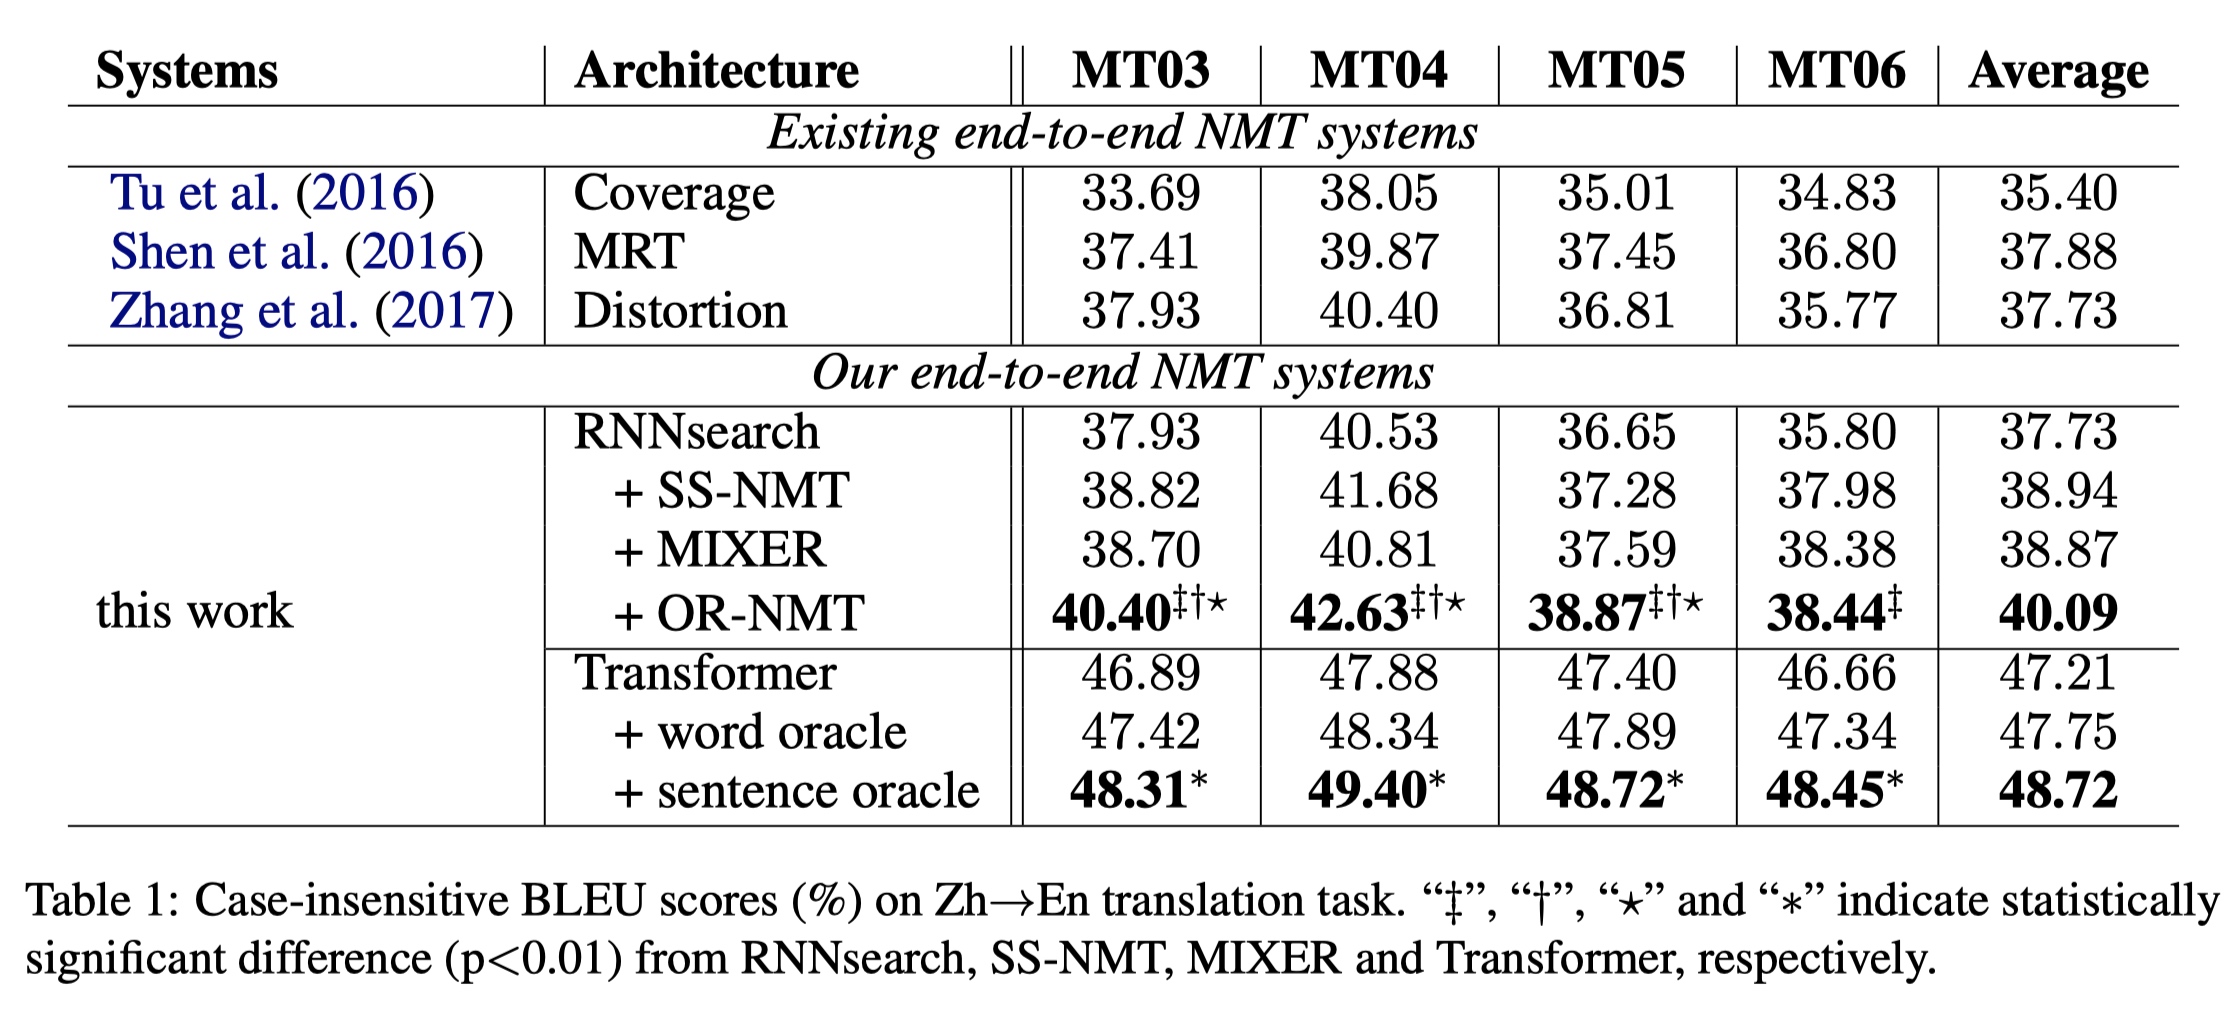 Systems Architecture MT03 MT04 MT05 MT06 Average
Existing end-to-end NMT systems
Tu et al. (2016) Coverage 33.69 38.05 35.01 34.83 35.40
Shen et al. (2016) MRT 37.41 39.87 37.45 36.80 37.88
Zhang et al. (2017) Distortion 37.93 40.40 36.81 35.77 37.73
Our end-to-end NMT systems
RNNsearch 37.93 40.53 36.65 35.80 37.73
+ SS-NMT 38.82 41.68 37.28 37.98 38.94
+ MIXER 38.70 40.81 37.59 38.38 38.87
this work + OR-NMT 40.40‡†⋆ 42.63‡†⋆ 38.87‡†⋆ 38.44‡ 40.09
Transformer 46.89 47.88 47.40 46.66 47.21
+ word oracle 47.42 48.34 47.89 47.34 47.75
+ sentence oracle 48.31* 49.40* 48.72* 48.45* 48.72
Table 1: Case-insensitive BLEU scores (%) on Zh→En translation task. “‡”, “†”, “⋆” and “∗” indicate statistically
significant difference (p<0.01) from RNNsearch, SS-NMT, MIXER and Transformer, respectively.